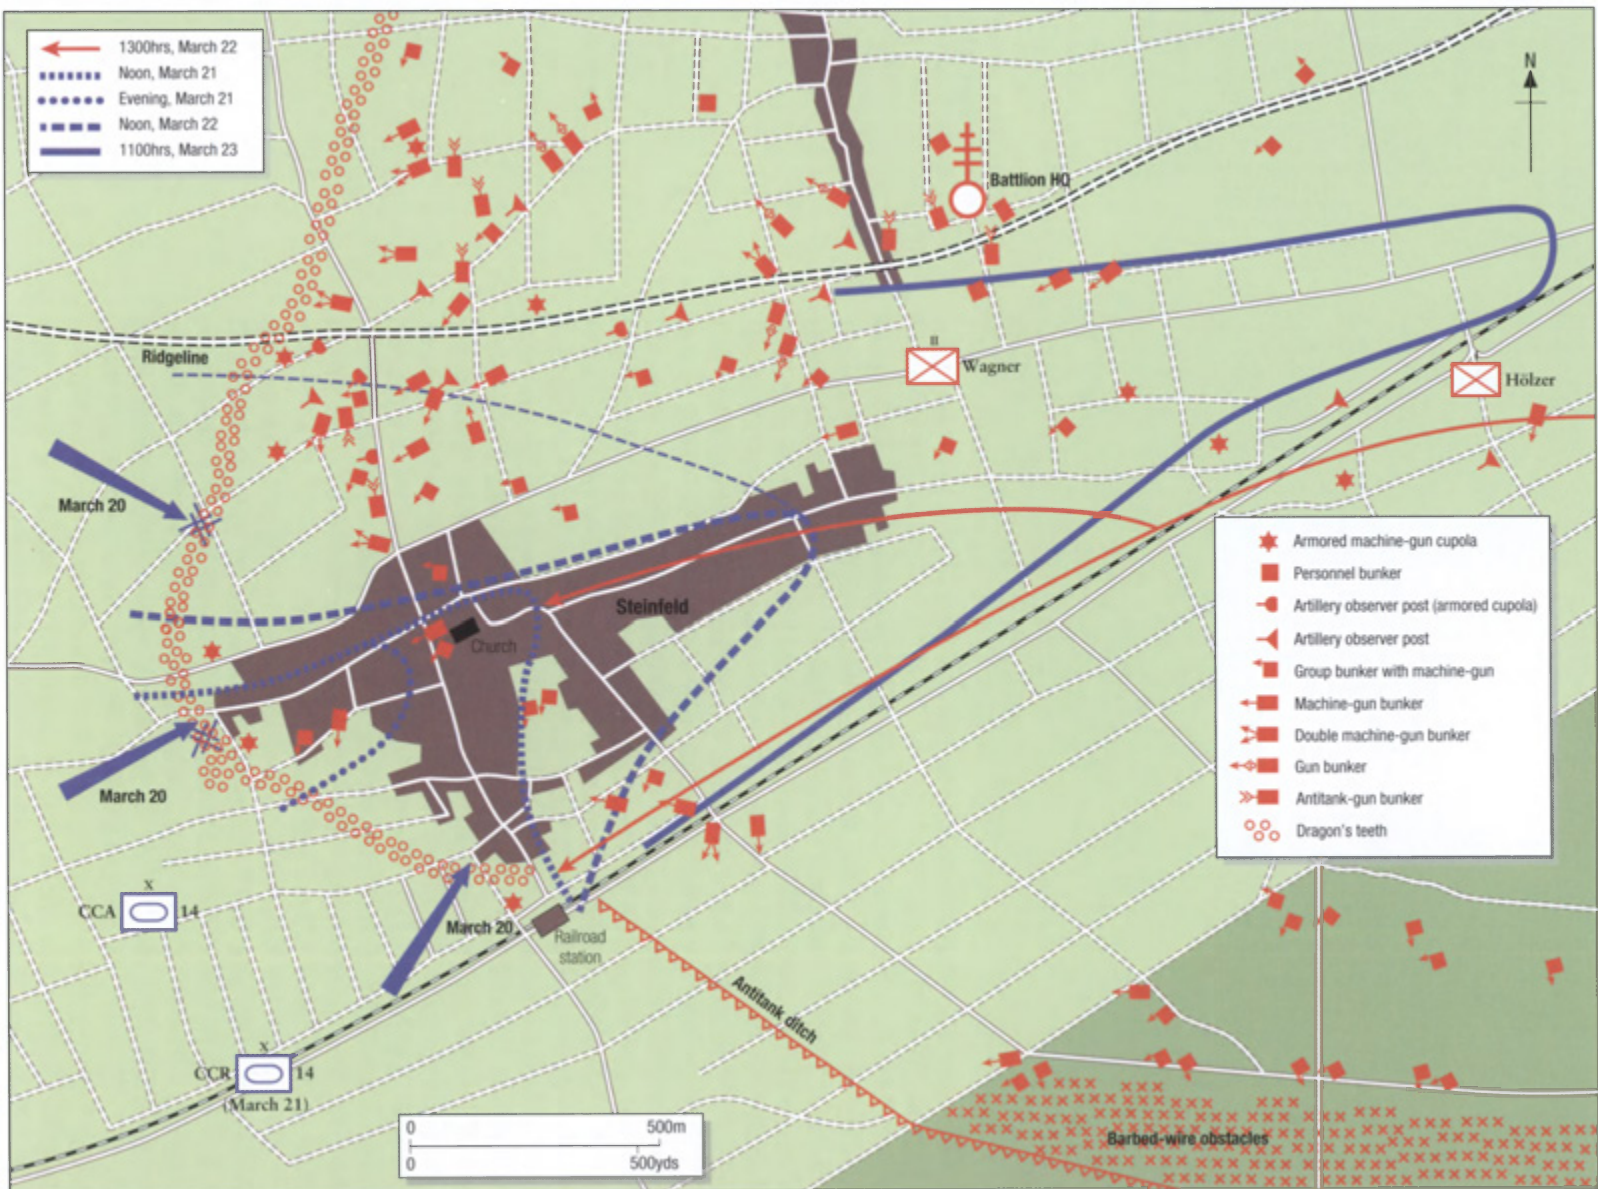 1300hrs, March 22
Noon, March 21
Evening, March 21
Noon, March 22
1100hrs, March 23
N
Battlion HQ
Ridgeline
II
Wagner
Hölzer
March 20
Steinfeld
Church
Armored machine-gun cupola
Personnel bunker
Artillery observer post (armored cupola)
Artillery observer post
Group bunker with machine-gun
Machine-gun bunker
Double machine-gun bunker
Gun bunker
Antitank-gun bunker
Dragon's teeth
March 20
X
CCA 14
March 20
Railroad
station
Antitank ditch
X
CCR 14
(March 21)
0 500m
0 500yds
Barbed-wire obstacles